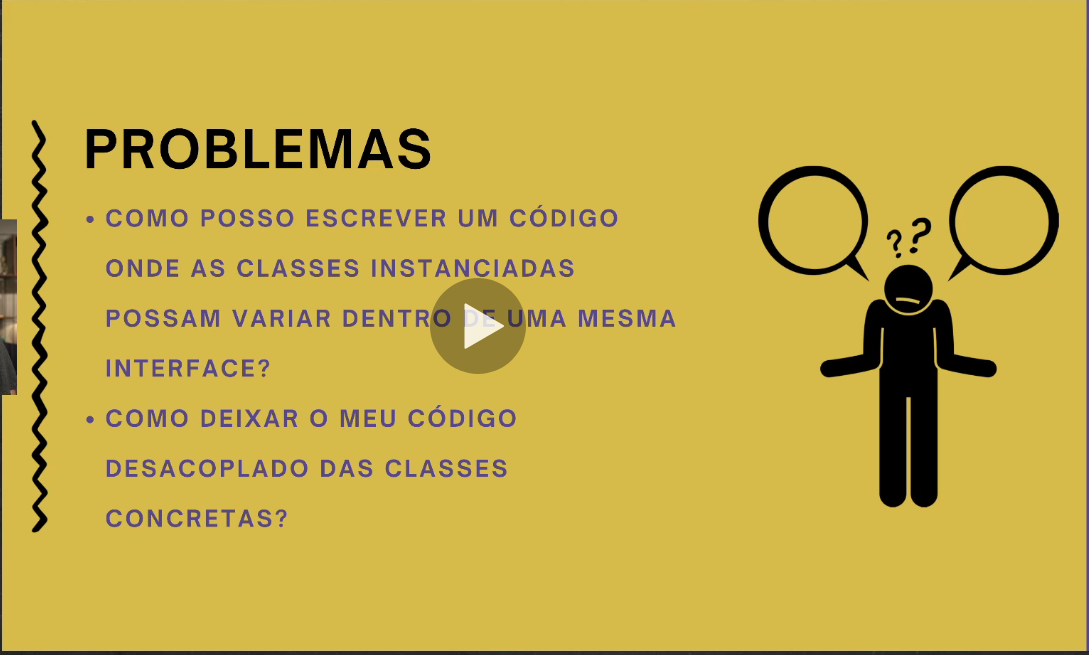 PROBLEMAS
• COMO POSSO ESCREVER UM CÓDIGO
ONDE AS CLASSES INSTANCIADAS
POSSAM VARIAR DENTRO DE UMA MESMA
INTERFACE?
• COMO DEIXAR O MEU CÓDIGO
DESACOPLADO DAS CLASSES
CONCRETAS?
??